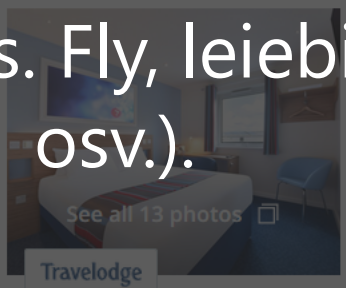 s. Fly, leiebi
osv.).
See all 13 photos
Travelodge